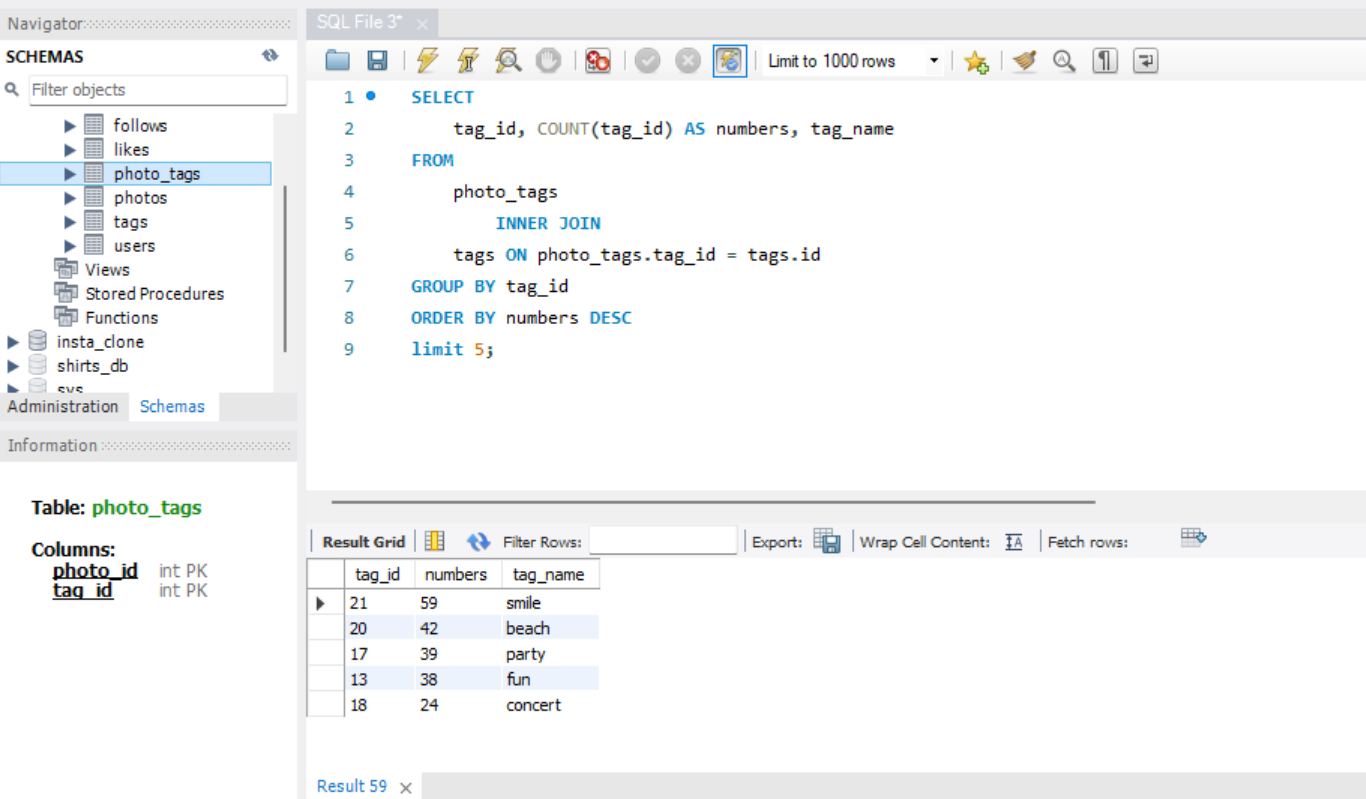 Navigator
SCHEMAS
Filter objects
follows
likes
photo_tags
photos
tags
users
Views
Stored Procedures
Functions
insta_clone
shirts_db
sys
Administration Schemas
Information
Table: photo_tags
Columns:
photo_id int PK
tag_id int PK
SQL File 3*
Limit to 1000 rows
1 SELECT
2 tag_id, COUNT(tag_id) AS numbers, tag_name
3 FROM
4 photo_tags
5 INNER JOIN
6 tags ON photo_tags.tag_id = tags.id
7 GROUP BY tag_id
8 ORDER BY numbers DESC
9 limit 5;
Result Grid Filter Rows: Export: Wrap Cell Content: Fetch rows:
tag_id numbers tag_name
21 59 smile
20 42 beach
17 39 party
13 38 fun
18 24 concert
Result 59